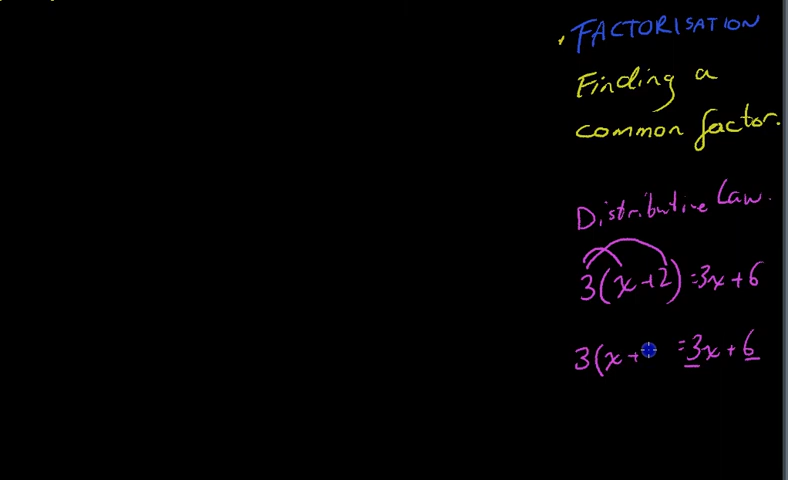 FACTORISATION
Finding a
common factor.
Distributive Law.
3(x+2)=3x+6
3(x+ =3x+6